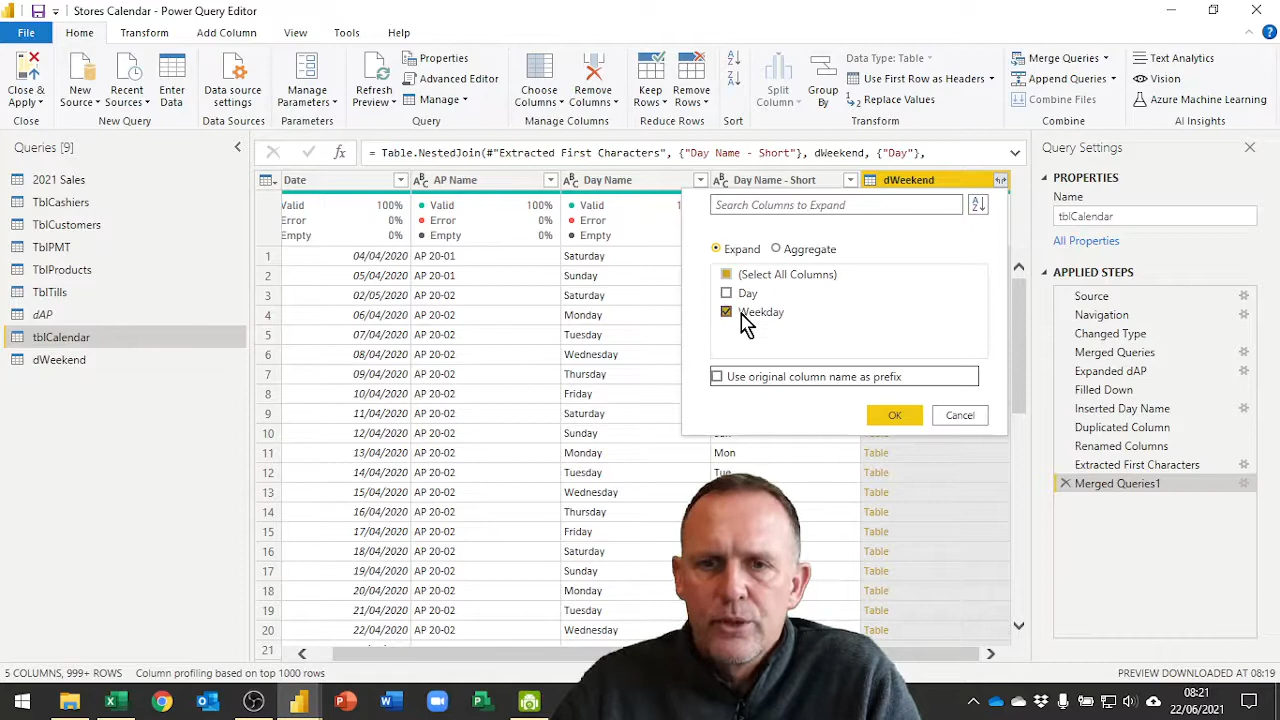 Stores Calendar - Power Query Editor
File Home Transform Add Column View Tools Help
Close & Apply New Source Recent Sources Enter Data Data source settings Manage Parameters Refresh Preview Properties Advanced Editor Manage Choose Columns Remove Columns Keep Rows Remove Rows Split Column Group By Data Type: Table Use First Row as Headers Replace Values Merge Queries Append Queries Combine Files Text Analytics Vision Azure Machine Learning
Close New Query Data Sources Parameters Query Manage Columns Reduce Rows Sort Transform Combine AI Insights
Queries [9]
2021 Sales
TblCashiers
TblCustomers
TblPMT
TblProducts
TblTills
dAP
tblCalendar
dWeekend
= Table.NestedJoin(#"Extracted First Characters", {"Day Name - Short"}, dWeekend, {"Day"},
Date AP Name Day Name Day Name - Short dWeekend
Valid 100% Valid 100% Valid
Error 0% Error 0% Error
Empty 0% Empty 0% Empty
1 04/04/2020 AP 20-01 Saturday
2 05/04/2020 AP 20-01 Sunday
3 02/05/2020 AP 20-02 Saturday
4 06/04/2020 AP 20-02 Monday
5 07/04/2020 AP 20-02 Tuesday
6 08/04/2020 AP 20-02 Wednesday
7 09/04/2020 AP 20-02 Thursday
8 10/04/2020 AP 20-02 Friday
9 11/04/2020 AP 20-02 Saturday
10 12/04/2020 AP 20-02 Sunday Table
11 13/04/2020 AP 20-02 Monday Mon Table
12 14/04/2020 AP 20-02 Tuesday Tue Table
13 15/04/2020 AP 20-02 Wednesday Table
14 16/04/2020 AP 20-02 Thursday Table
15 17/04/2020 AP 20-02 Friday Table
16 18/04/2020 AP 20-02 Saturday Table
17 19/04/2020 AP 20-02 Sunday Table
18 20/04/2020 AP 20-02 Monday Table
19 21/04/2020 AP 20-02 Tuesday Table
20 22/04/2020 AP 20-02 Wednesday Table
21
Search Columns to Expand
Expand Aggregate
(Select All Columns)
Day
Weekday
Use original column name as prefix
OK Cancel
Query Settings
PROPERTIES
Name
tblCalendar
All Properties
APPLIED STEPS
Source
Navigation
Changed Type
Merged Queries
Expanded dAP
Filled Down
Inserted Day Name
Duplicated Column
Renamed Columns
Extracted First Characters
Merged Queries1
5 COLUMNS, 999+ ROWS Column profiling based on top 1000 rows PREVIEW DOWNLOADED AT 08:19
08:21
22/06/2021